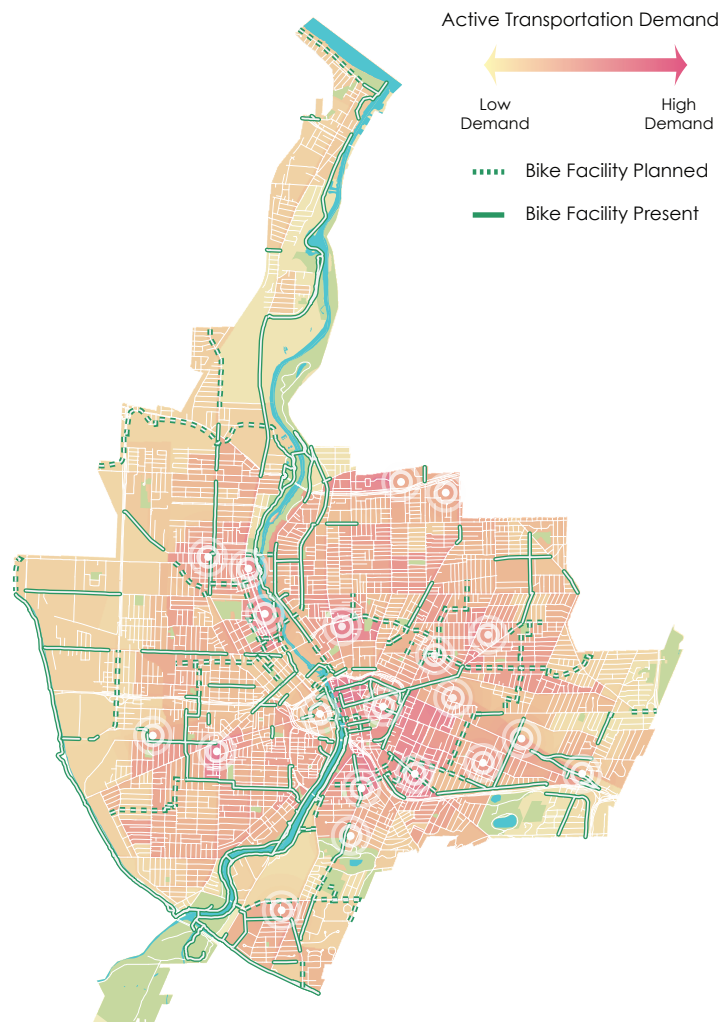 Active Transportation Demand
Low
Demand
High
Demand
Bike Facility Planned
Bike Facility Present